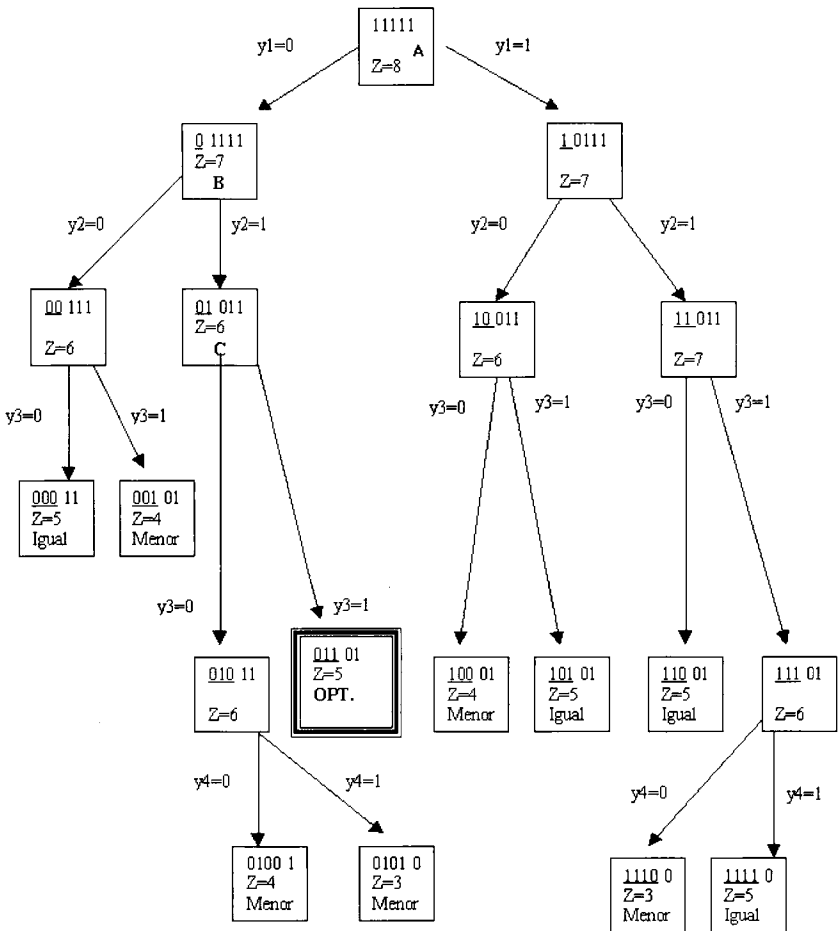 11111
A
Z=8
y1=0
y1=1
0 1111
Z=7
B
1 0111
Z=7
y2=0
y2=1
y2=0
y2=1
00 111
Z=6
01 011
Z=6
C
10 011
Z=6
11 011
Z=7
y3=0
y3=1
y3=0
y3=1
y3=0
y3=1
000 11
Z=5
Igual
001 01
Z=4
Menor
y3=0
y3=1
010 11
Z=6
011 01
Z=5
OPT.
100 01
Z=4
Menor
101 01
Z=5
Igual
110 01
Z=5
Igual
111 01
Z=6
y4=0
y4=1
y4=0
y4=1
0100 1
Z=4
Menor
0101 0
Z=3
Menor
1110 0
Z=3
Menor
1111 0
Z=5
Igual